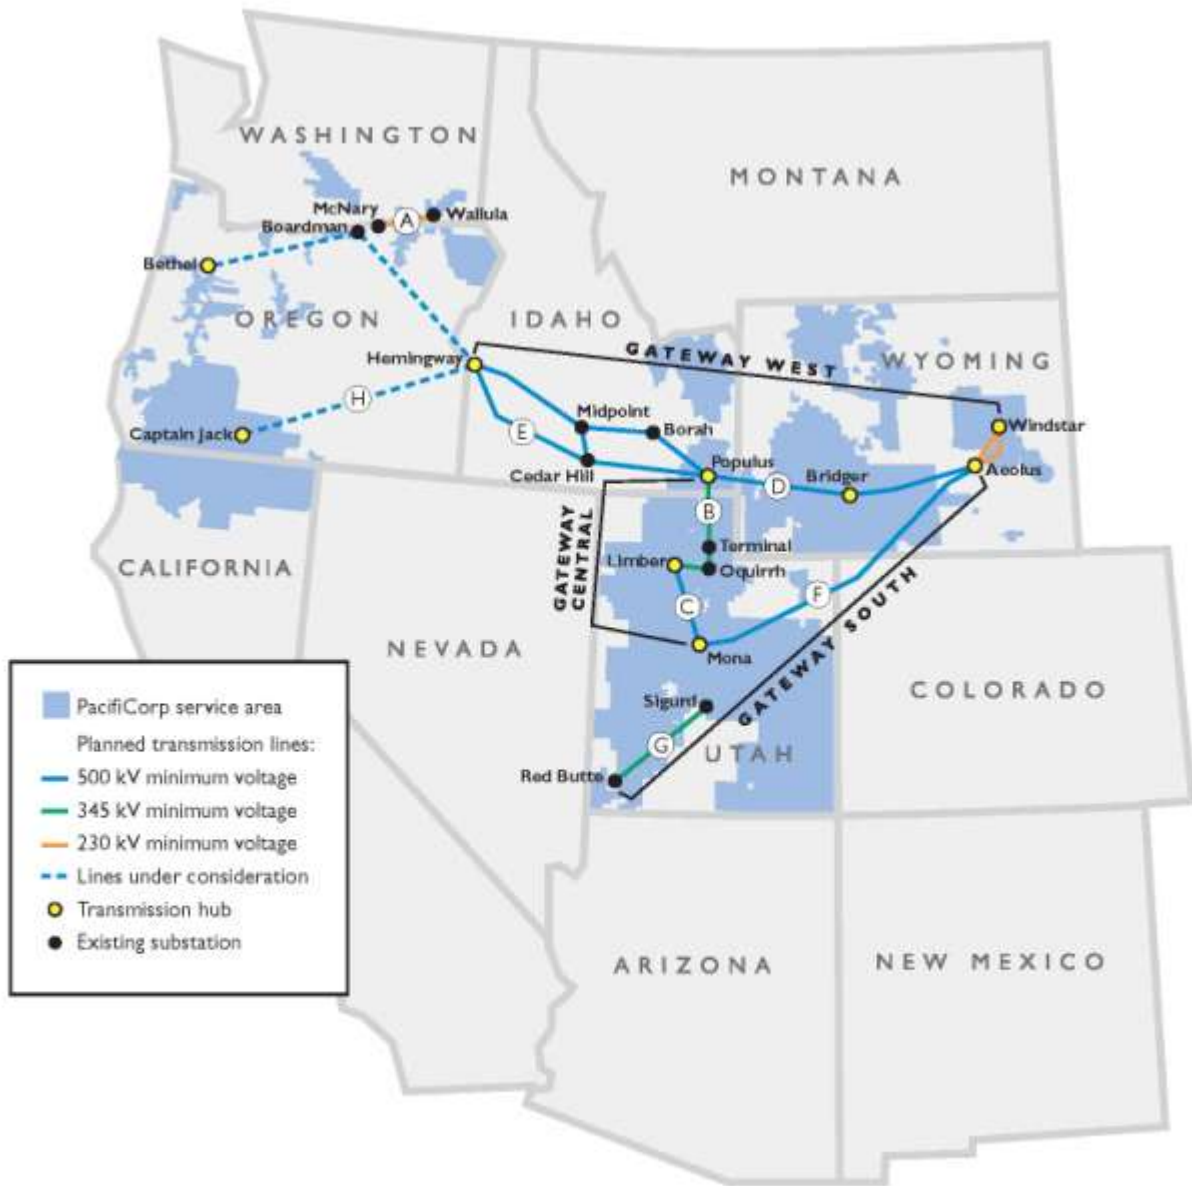 WASHINGTON
MONTANA
McNary
A
Wallula
Boardman
Bethel
OREGON
IDAHO
Hemingway
GATEWAY WEST
WYOMING
H
Captain Jack
E
Midpoint
Borah
Windstar
Cedar Hill
Populus
D
Bridger
Aeolus
B
GATEWAY
CENTRAL
Terminal
Limber
Oquirrh
CALIFORNIA
C
F
GATEWAY SOUTH
NEVADA
Mona
COLORADO
Sigurd
G
UTAH
Red Butte
PacifiCorp service area
Planned transmission lines:
500 kV minimum voltage
345 kV minimum voltage
230 kV minimum voltage
Lines under consideration
Transmission hub
Existing substation
ARIZONA
NEW MEXICO